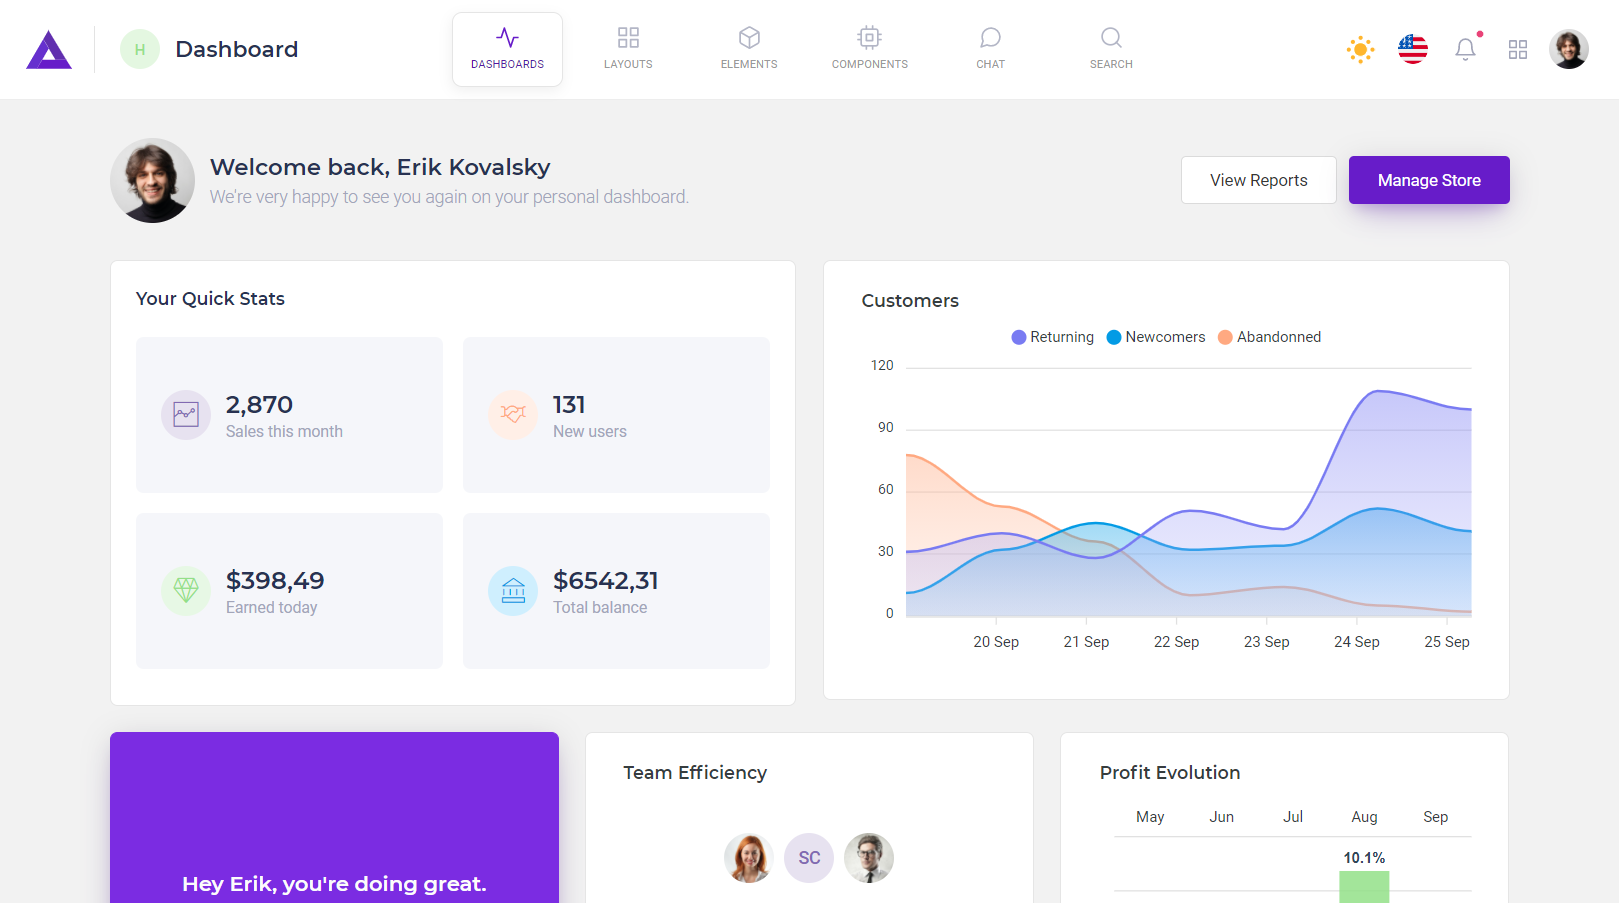 H
Dashboard
DASHBOARDS
LAYOUTS
ELEMENTS
COMPONENTS
CHAT
SEARCH
Welcome back, Erik Kovalsky
We're very happy to see you again on your personal dashboard.
View Reports
Manage Store
Your Quick Stats
2,870
Sales this month
131
New users
$398,49
Earned today
$6542,31
Total balance
Customers
Returning Newcomers Abandonned
120
90
60
30
0
20 Sep 21 Sep 22 Sep 23 Sep 24 Sep 25 Sep
Hey Erik, you're doing great.
Team Efficiency
SC
Profit Evolution
May Jun Jul Aug Sep
10.1%